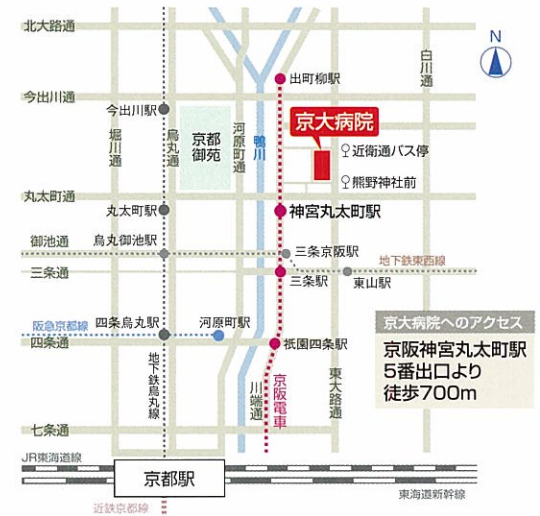 北大路通
N
白川通
出町柳駅
今出川通
今出川駅
京大病院
堀川通
烏丸通
京都
御苑
河原町通
鴨川
近衛通バス停
熊野神社前
丸太町通
丸太町駅
神宮丸太町駅
御池通
烏丸御池駅
三条京阪駅
地下鉄東西線
三条通
三条駅
東山駅
阪急京都線
四条烏丸駅
河原町駅
四条通
祇園四条駅
京大病院へのアクセス
京阪神宮丸太町駅
5番出口より
徒歩700m
地下鉄烏丸線
川端通
京阪電車
東大路通
七条通
JR東海道線
京都駅
東海道新幹線
近鉄京都線